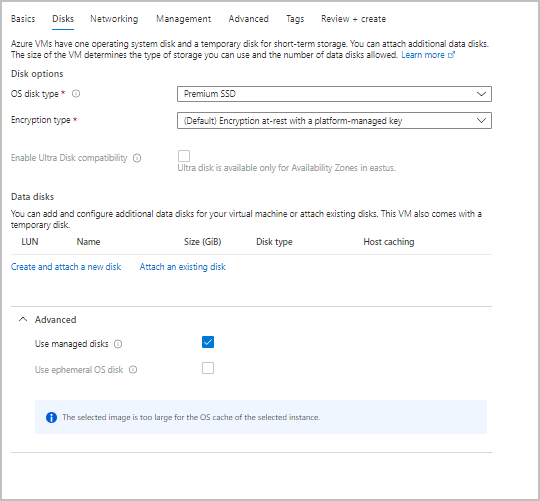 Basics Disks Networking Management Advanced Tags Review + create
Azure VMs have one operating system disk and a temporary disk for short-term storage. You can attach additional data disks.
The size of the VM determines the type of storage you can use and the number of data disks allowed. Learn more
Disk options
OS disk type * Premium SSD
Encryption type * (Default) Encryption at-rest with a platform-managed key
Enable Ultra Disk compatibility
Ultra disk is available only for Availability Zones in eastus.
Data disks
You can add and configure additional data disks for your virtual machine or attach existing disks. This VM also comes with a
temporary disk.
LUN Name Size (GiB) Disk type Host caching
Create and attach a new disk Attach an existing disk
Advanced
Use managed disks
Use ephemeral OS disk
The selected image is too large for the OS cache of the selected instance.